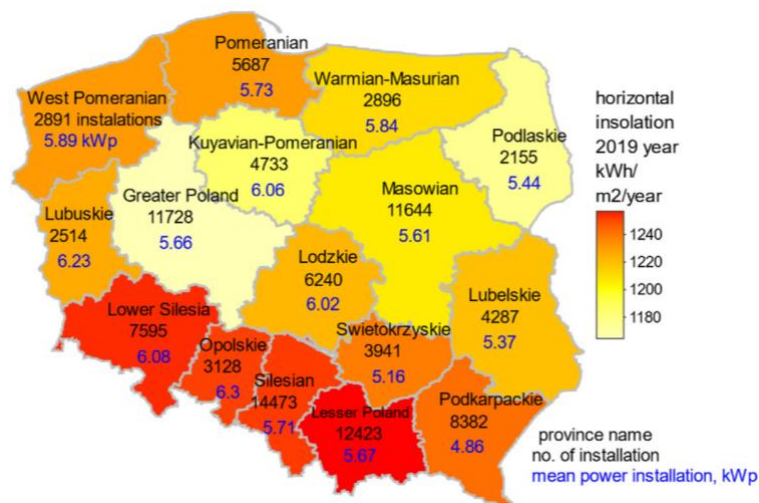 Pomeranian
5687
5.73
Warmian-Masurian
2896
5.84
West Pomeranian
2891 instalations
5.89 kWp
Kuyavian-Pomeranian
4733
6.06
Podlaskie
2155
5.44
Greater Poland
11728
5.66
Masowian
11644
5.61
Lubuskie
2514
6.23
Lodzkie
6240
6.02
Lubelskie
4287
5.37
Lower Silesia
7595
6.08
Opolskie
3128
6.3
Silesian
14473
5.71
Swietokrzyskie
3941
5.16
Lesser Poland
12423
5.67
Podkarpackie
8382
4.86
horizontal
insolation
2019 year
kWh/
m2/year
1240
1220
1200
1180
province name
no. of installation
mean power installation, kWp